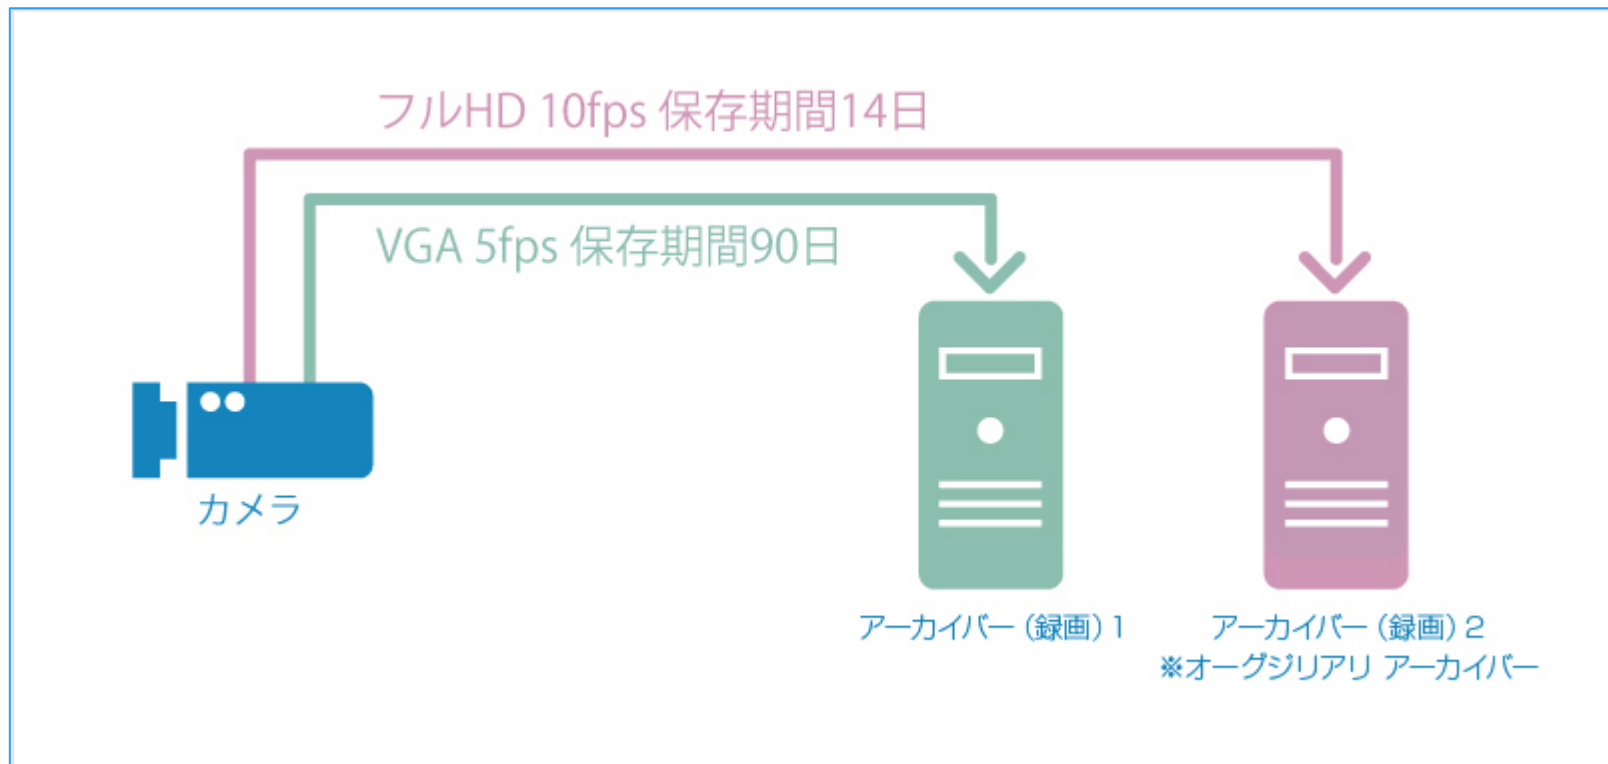 フルHD 10fps 保存期間14日
VGA 5fps 保存期間90日
カメラ
アーカイバー（録画）1
アーカイバー（録画）2
※オーグジリアリ アーカイバー